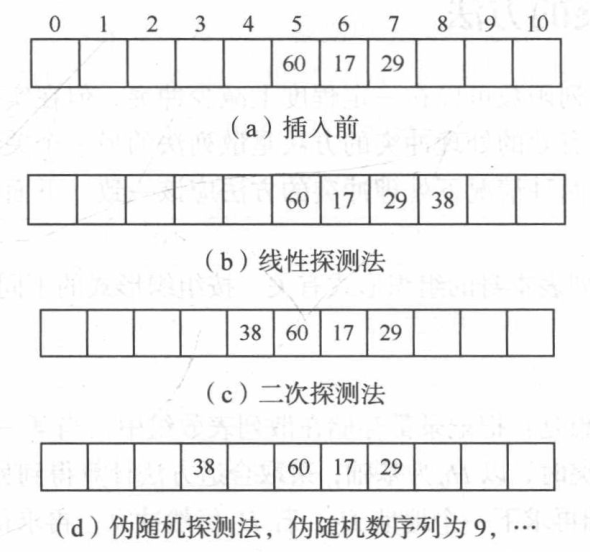 0 1 2 3 4 5 6 7 8 9 10
60 17 29
（a）插入前
60 17 29 38
（b）线性探测法
38 60 17 29
（c）二次探测法
38 60 17 29
（d）伪随机探测法，伪随机数序列为 9，…